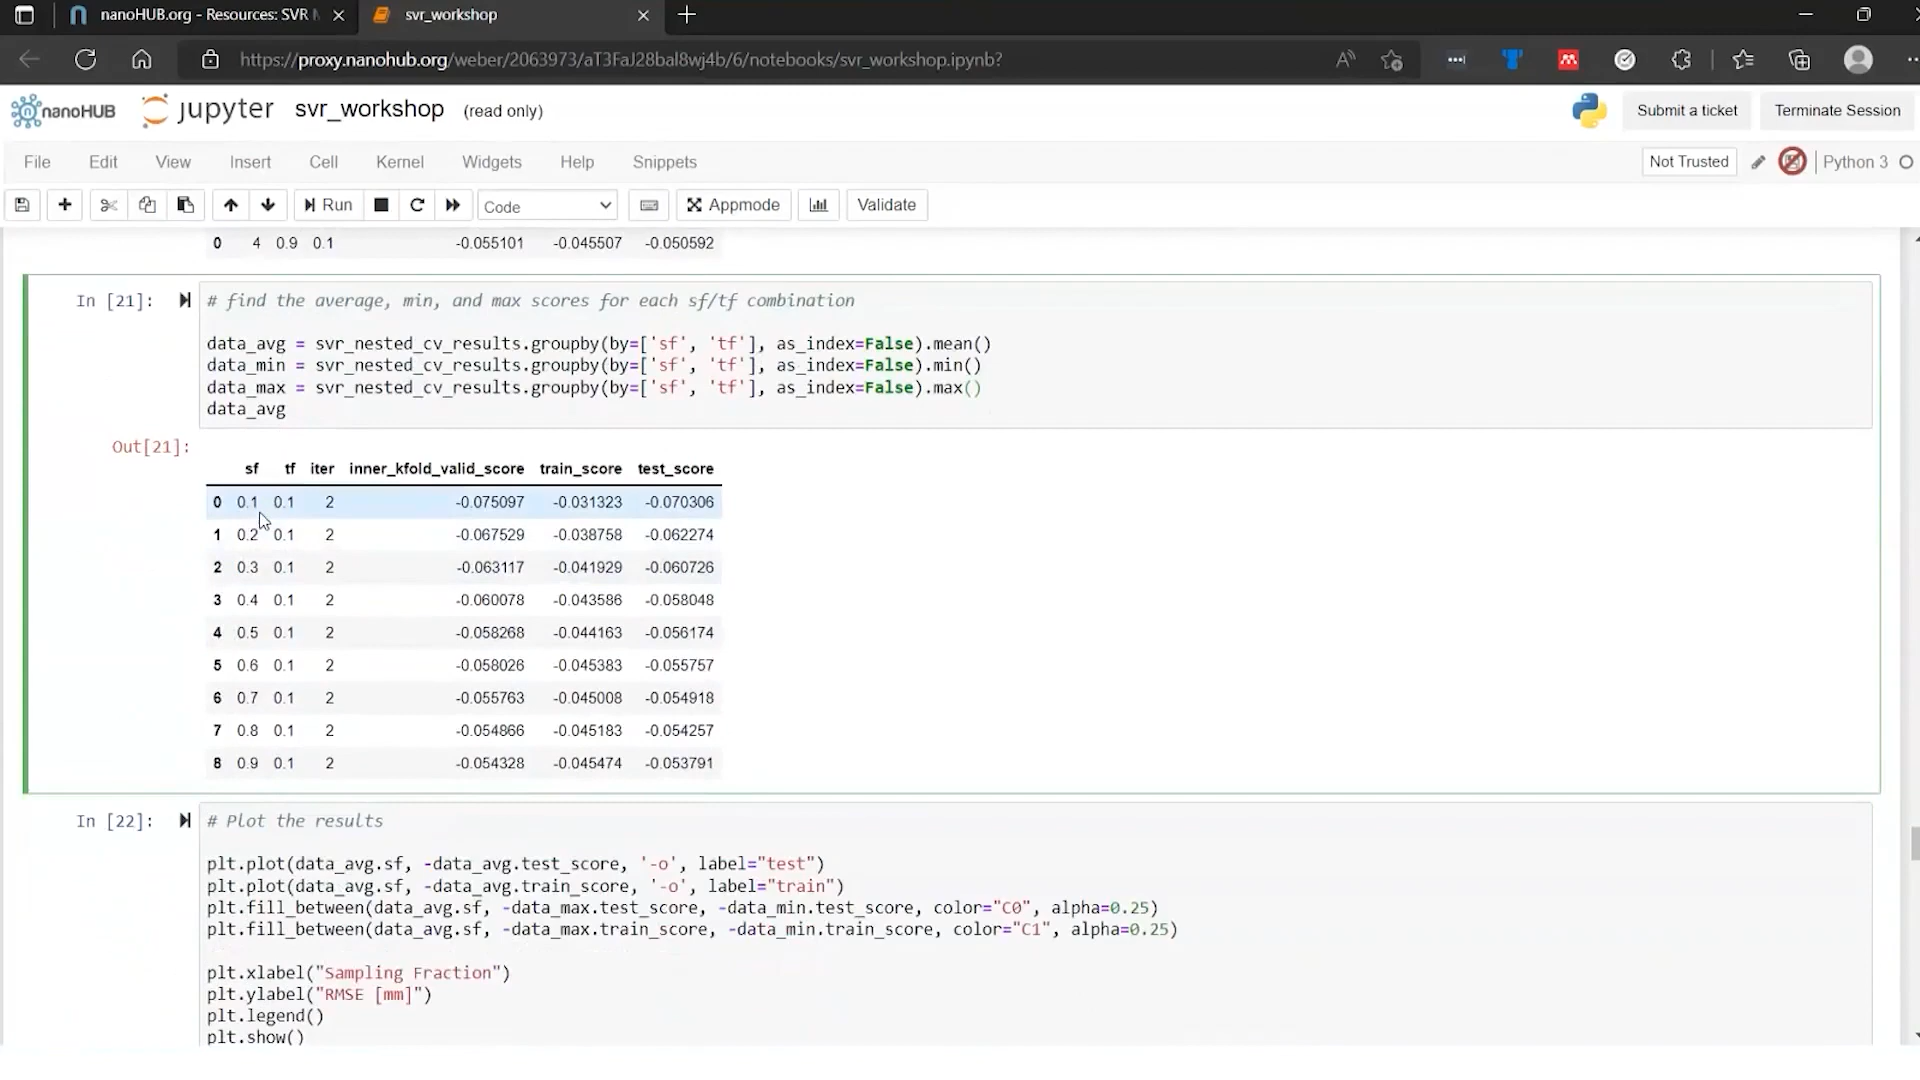 nanoHUB.org - Resources: SVR
svr_workshop
https://proxy.nanohub.org/weber/2063973/aT3FaJ28bal8wj4b/6/notebooks/svr_workshop.ipynb?
nanoHUB jupyter svr_workshop (read only) Submit a ticket Terminate Session
File Edit View Insert Cell Kernel Widgets Help Snippets Not Trusted Python 3
Run Code Appmode Validate
0 4 0.9 0.1 -0.055101 -0.045507 -0.050592
In [21]: # find the average, min, and max scores for each sf/tf combination
data_avg = svr_nested_cv_results.groupby(by=['sf', 'tf'], as_index=False).mean()
data_min = svr_nested_cv_results.groupby(by=['sf', 'tf'], as_index=False).min()
data_max = svr_nested_cv_results.groupby(by=['sf', 'tf'], as_index=False).max()
data_avg
Out[21]:
sf tf iter inner_kfold_valid_score train_score test_score
0 0.1 0.1 2 -0.075097 -0.031323 -0.070306
1 0.2 0.1 2 -0.067529 -0.038758 -0.062274
2 0.3 0.1 2 -0.063117 -0.041929 -0.060726
3 0.4 0.1 2 -0.060078 -0.043586 -0.058048
4 0.5 0.1 2 -0.058268 -0.044163 -0.056174
5 0.6 0.1 2 -0.058026 -0.045383 -0.055757
6 0.7 0.1 2 -0.055763 -0.045008 -0.054918
7 0.8 0.1 2 -0.054866 -0.045183 -0.054257
8 0.9 0.1 2 -0.054328 -0.045474 -0.053791
In [22]: # Plot the results
plt.plot(data_avg.sf, -data_avg.test_score, '-o', label="test")
plt.plot(data_avg.sf, -data_avg.train_score, '-o', label="train")
plt.fill_between(data_avg.sf, -data_max.test_score, -data_min.test_score, color="C0", alpha=0.25)
plt.fill_between(data_avg.sf, -data_max.train_score, -data_min.train_score, color="C1", alpha=0.25)
plt.xlabel("Sampling Fraction")
plt.ylabel("RMSE [mm]")
plt.legend()
plt.show()